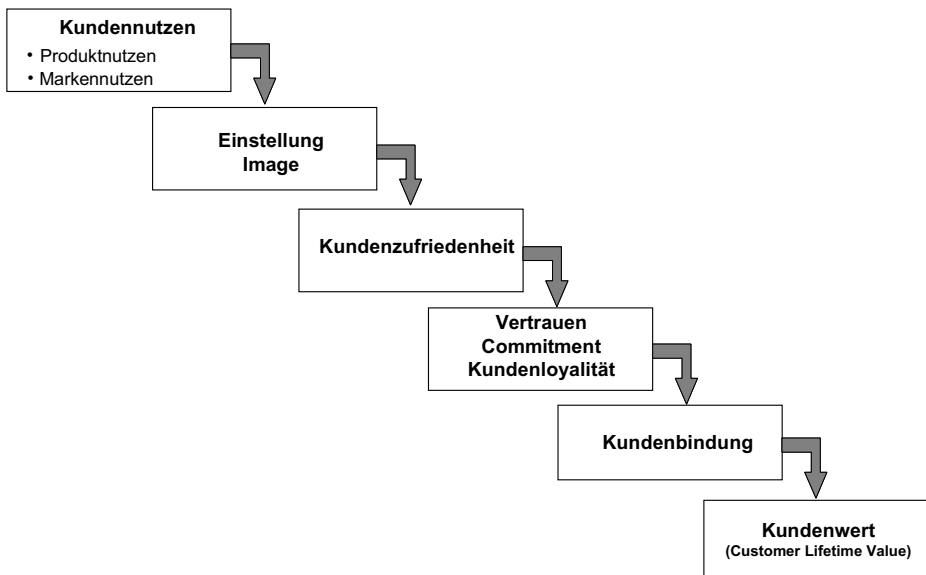 Kundennutzen
• Produktnutzen
• Markennutzen
Einstellung
Image
Kundenzufriedenheit
Vertrauen
Commitment
Kundenloyalität
Kundenbindung
Kundenwert
(Customer Lifetime Value)